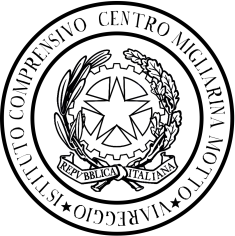 ISTITUTO COMPRENSIVO CENTRO MIGLIARINA MOTTO
★VIAREGGIO★
REPVBBLICA ITALIANA